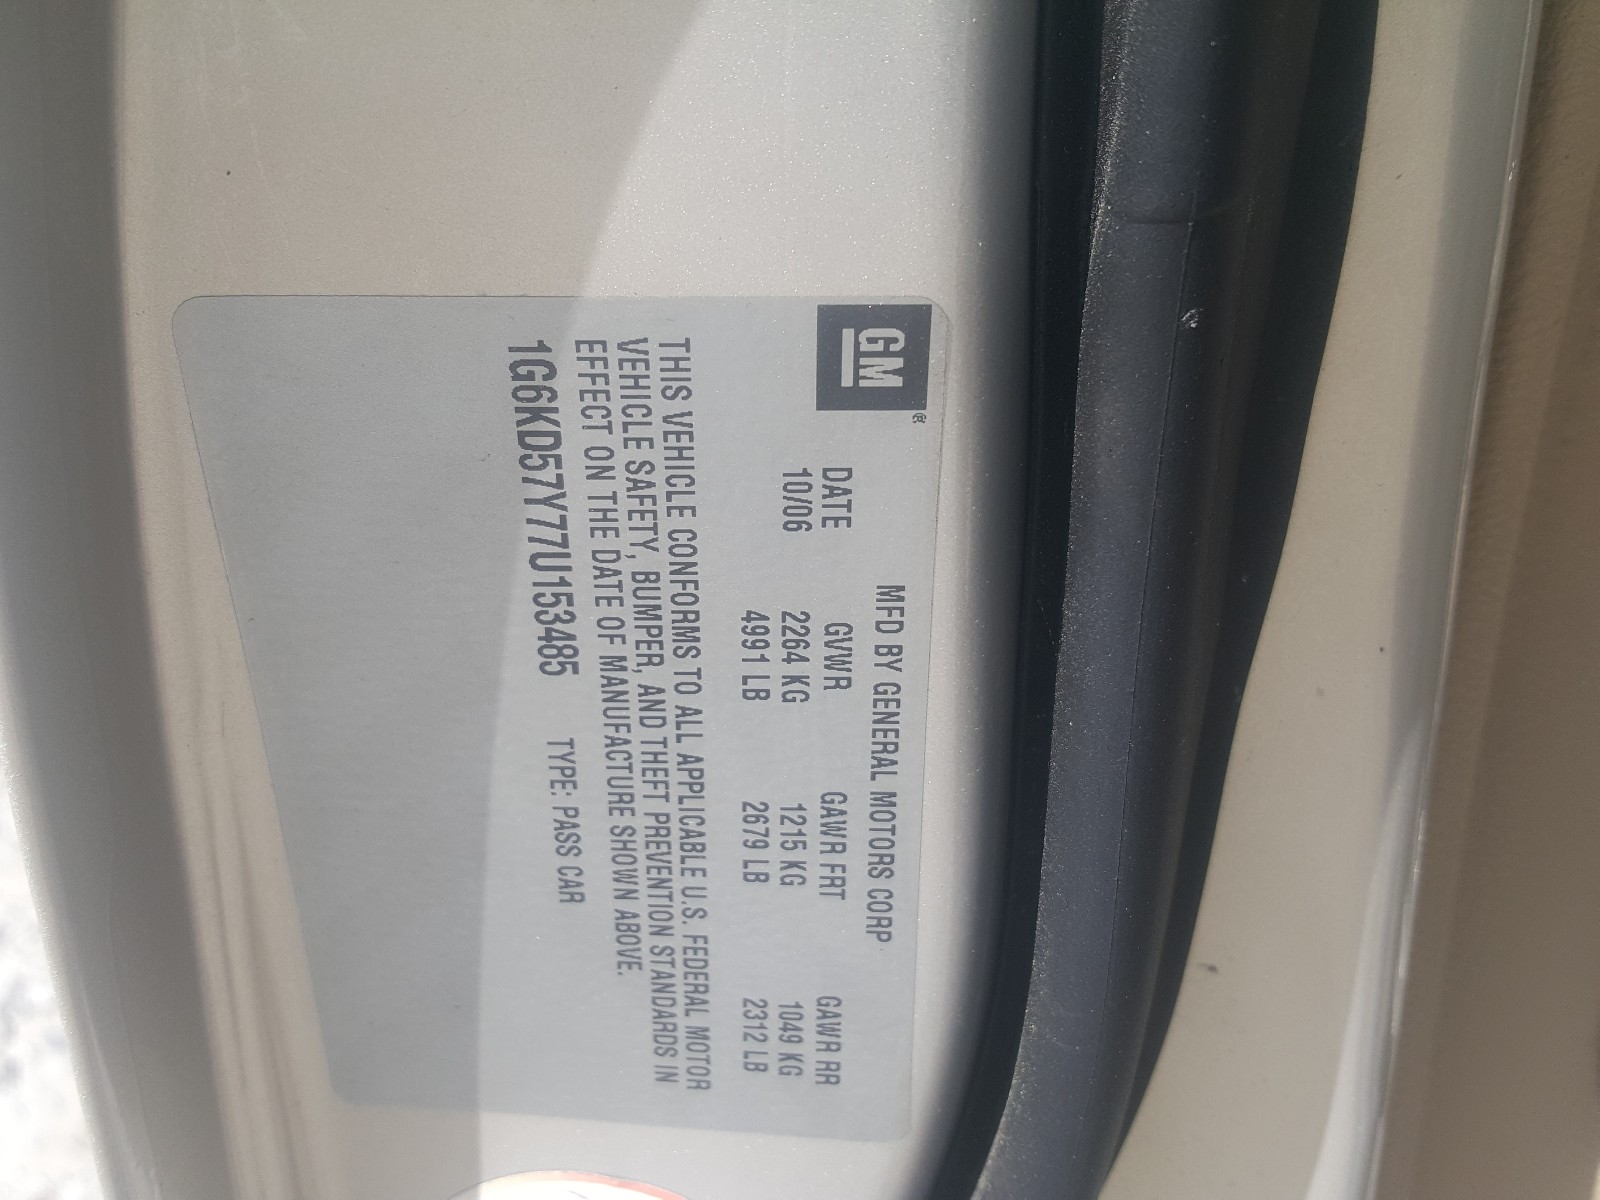 GM®
MFD BY GENERAL MOTORS CORP
DATE GVWR GAWR FRT GAWR RR
10/06 2264 KG 1215 KG 1049 KG
4991 LB 2679 LB 2312 LB
THIS VEHICLE CONFORMS TO ALL APPLICABLE U.S. FEDERAL MOTOR
VEHICLE SAFETY, BUMPER, AND THEFT PREVENTION STANDARDS IN
EFFECT ON THE DATE OF MANUFACTURE SHOWN ABOVE.
1G6KD57Y77U153485 TYPE: PASS CAR